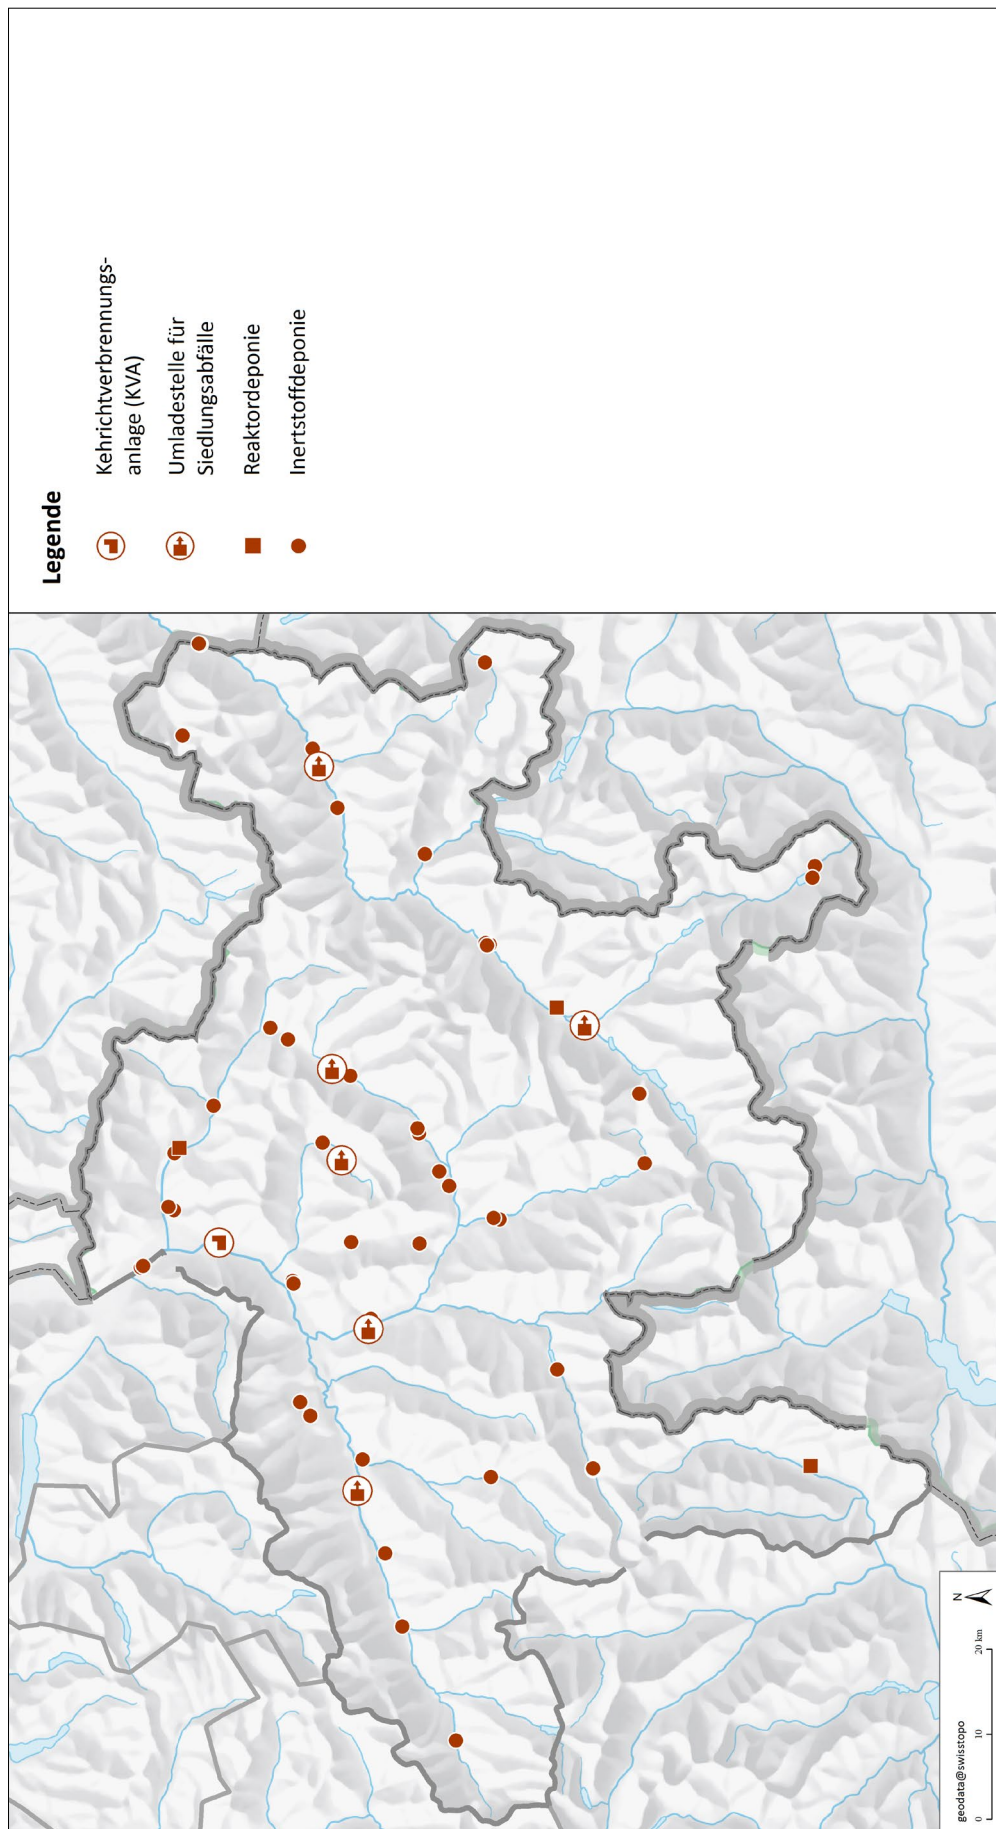 Legende
Kehrichtverbrennungs-
anlage (KVA)
Umladestelle für
Siedlungsabfälle
Reaktordeponie
Inertstoffdeponie
geodata@swisstopo
0 10 20 km
N